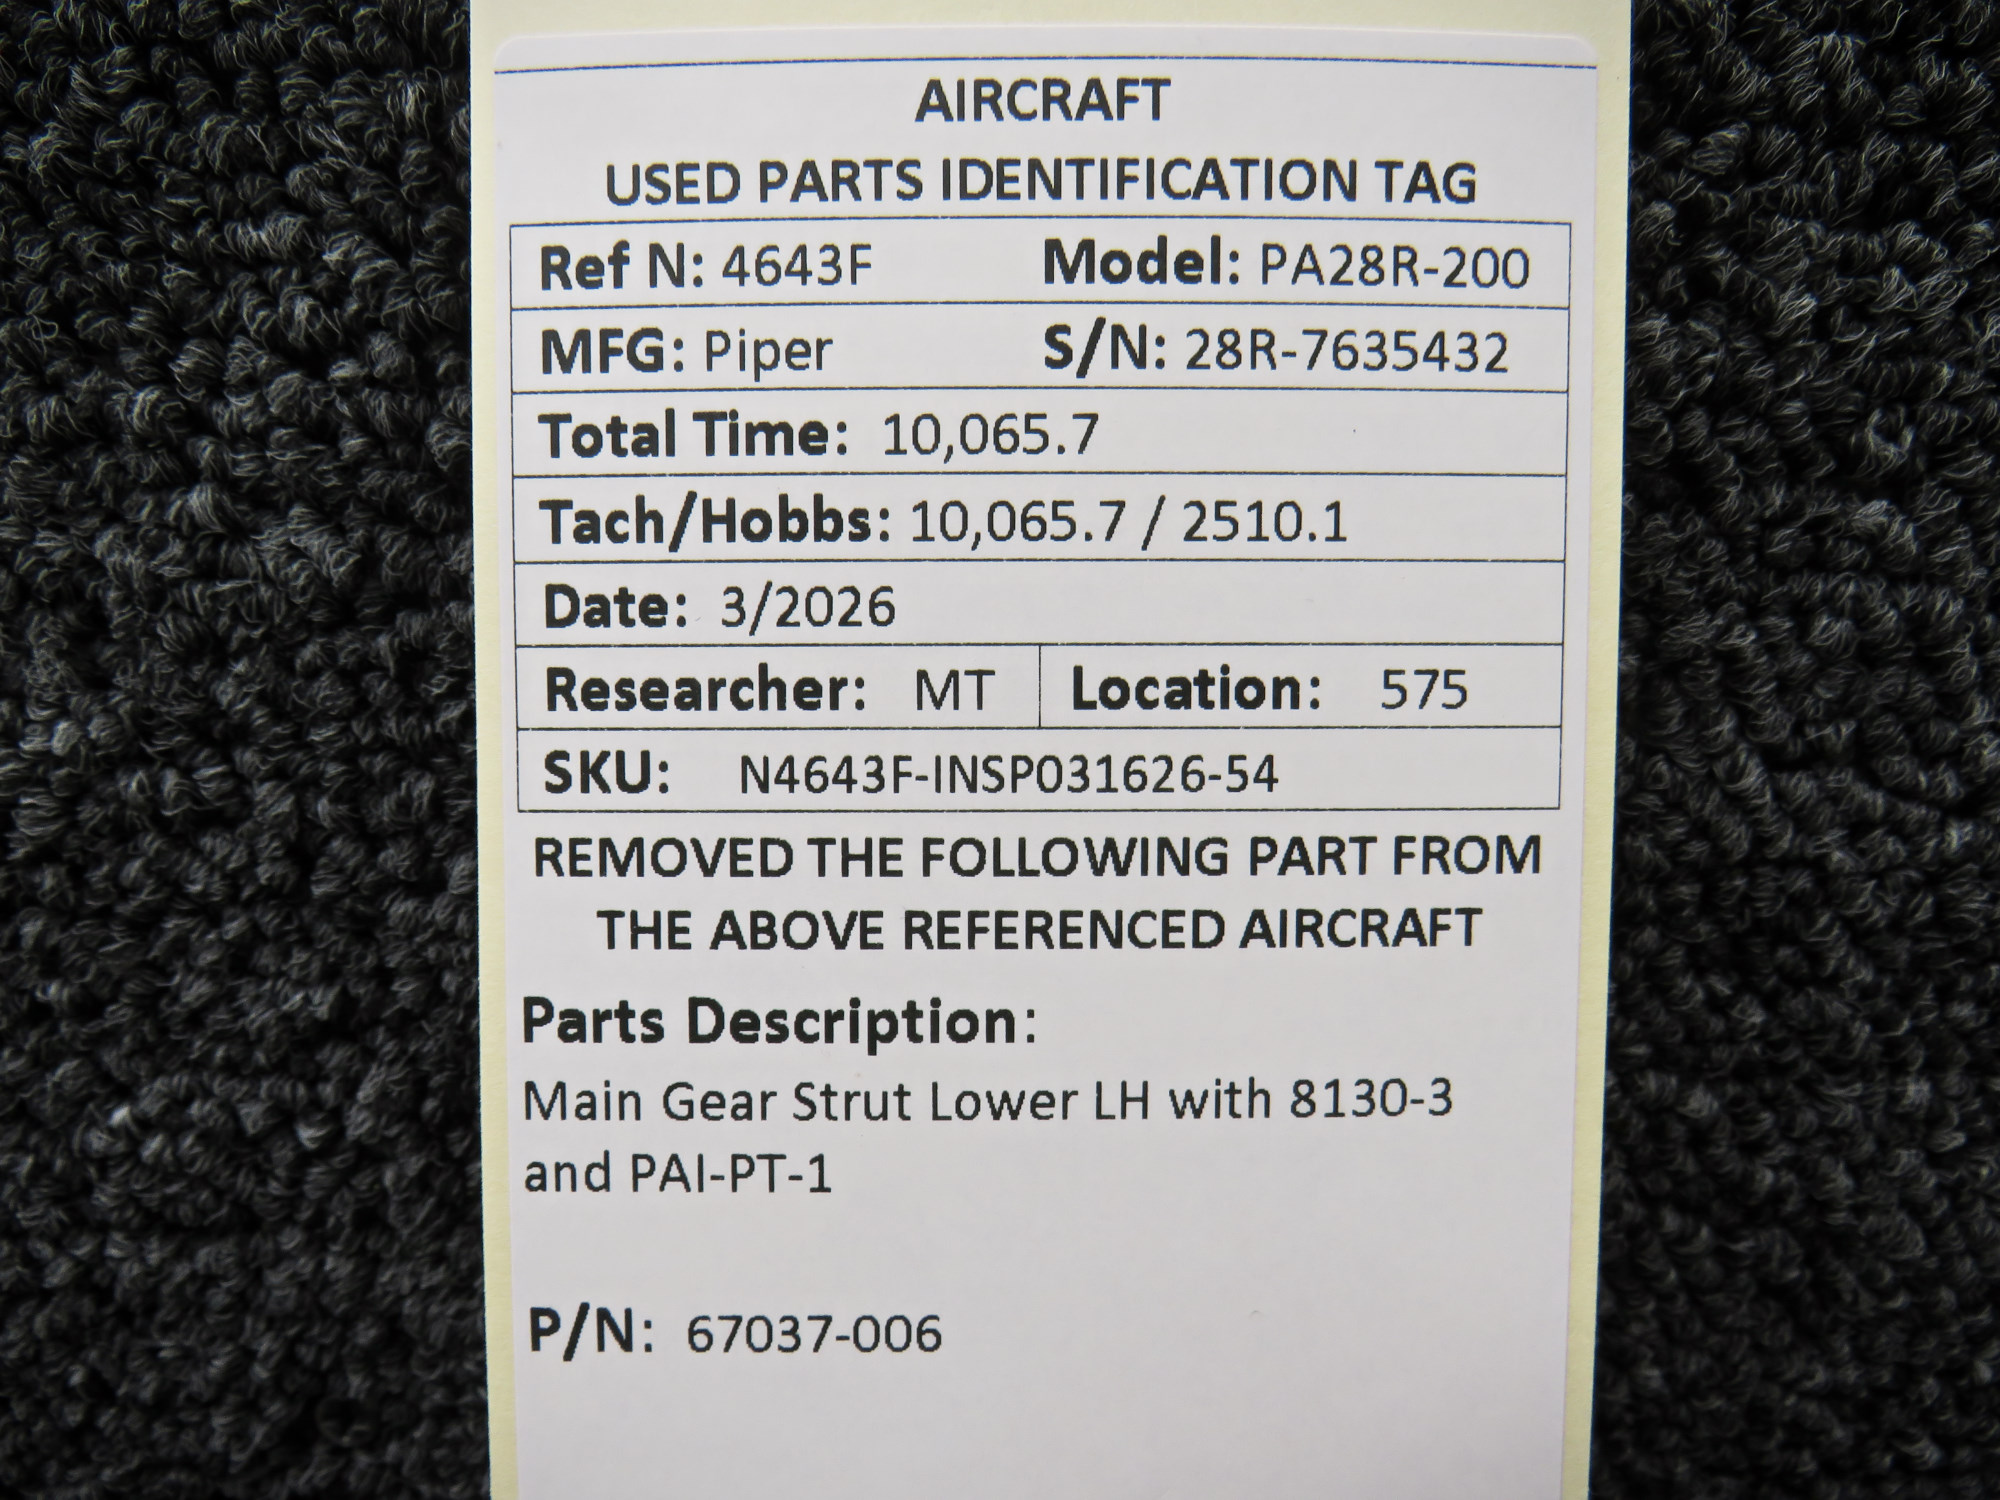 AIRCRAFT
USED PARTS IDENTIFICATION TAG
Ref N: 4643F Model: PA28R-200
MFG: Piper S/N: 28R-7635432
Total Time: 10,065.7
Tach/Hobbs: 10,065.7 / 2510.1
Date: 3/2026
Researcher: MT Location: 575
SKU: N4643F-INSP031626-54
REMOVED THE FOLLOWING PART FROM
THE ABOVE REFERENCED AIRCRAFT
Parts Description:
Main Gear Strut Lower LH with 8130-3
and PAI-PT-1
P/N: 67037-006